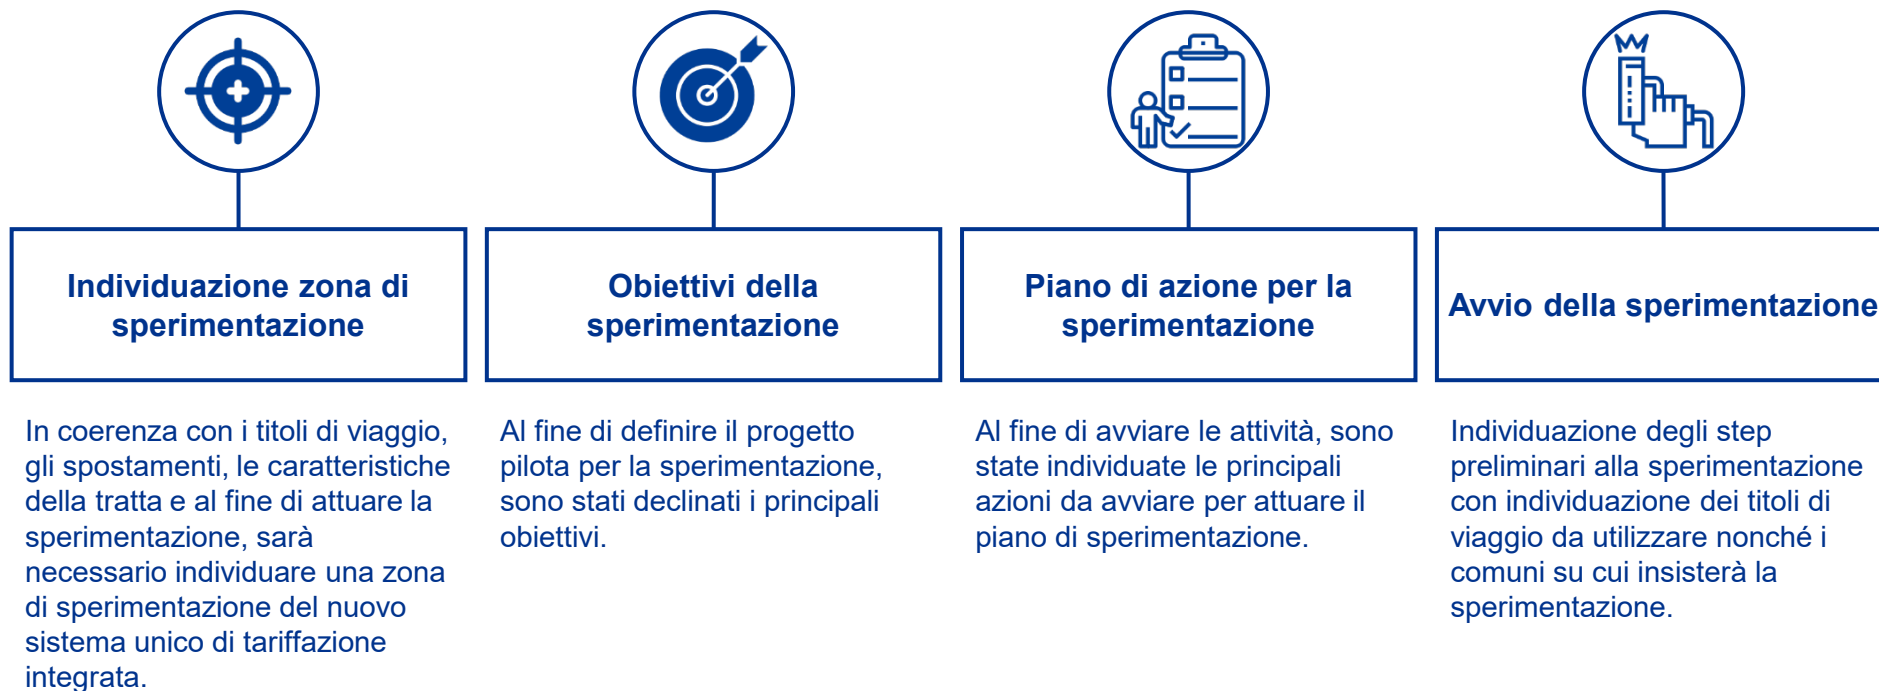 Individuazione zona di
sperimentazione
In coerenza con i titoli di viaggio,
gli spostamenti, le caratteristiche
della tratta e al fine di attuare la
sperimentazione, sarà
necessario individuare una zona
di sperimentazione del nuovo
sistema unico di tariffazione
integrata.
Obiettivi della
sperimentazione
Al fine di definire il progetto
pilota per la sperimentazione,
sono stati declinati i principali
obiettivi.
Piano di azione per la
sperimentazione
Al fine di avviare le attività, sono
state individuate le principali
azioni da avviare per attuare il
piano di sperimentazione.
Avvio della sperimentazione
Individuazione degli step
preliminari alla sperimentazione
con individuazione dei titoli di
viaggio da utilizzare nonché i
comuni su cui insisterà la
sperimentazione.